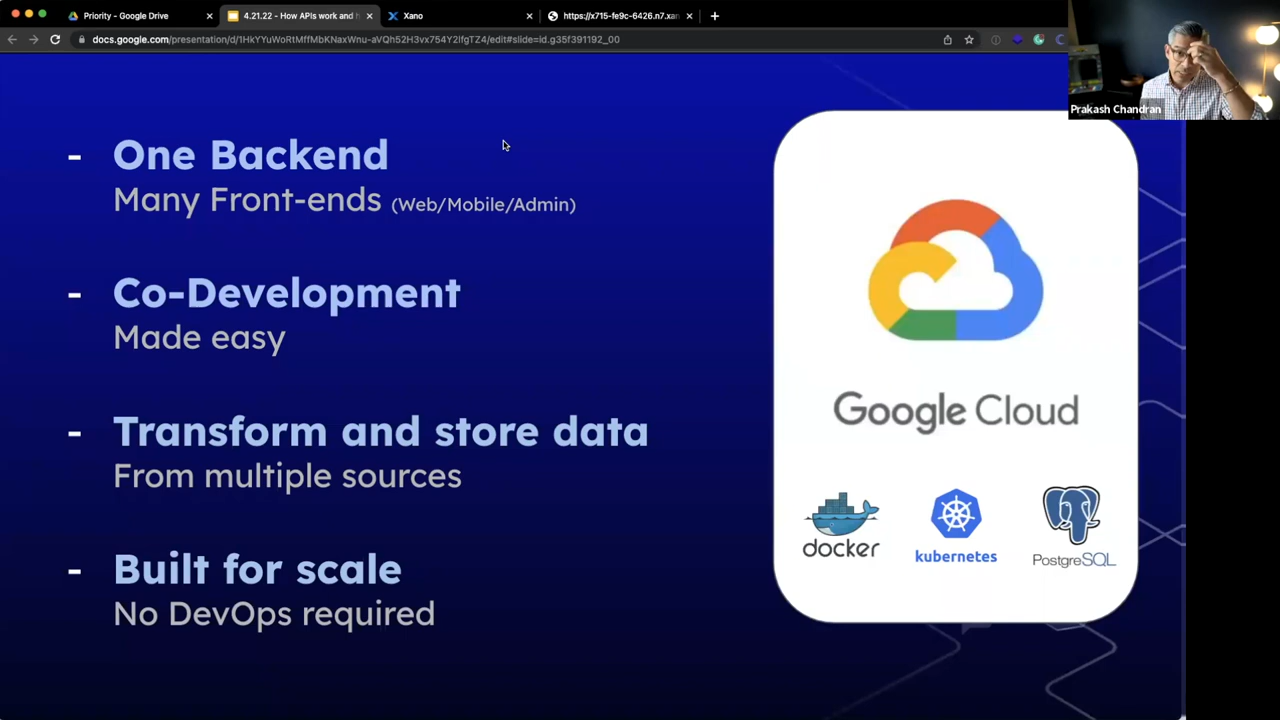 Priority - Google Drive
4.21.22 - How APIs work and h
Xano
https://x715-fe9c-6426.n7.xan
docs.google.com/presentation/d/1HkYYuWoRtMffMbKNaxWnu-aVQh52H3vx754Y2lfgTZ4/edit#slide=id.g35f391192_00
Prakash Chandran
- One Backend
Many Front-ends (Web/Mobile/Admin)
- Co-Development
Made easy
- Transform and store data
From multiple sources
- Built for scale
No DevOps required
Google Cloud
docker
kubernetes
PostgreSQL